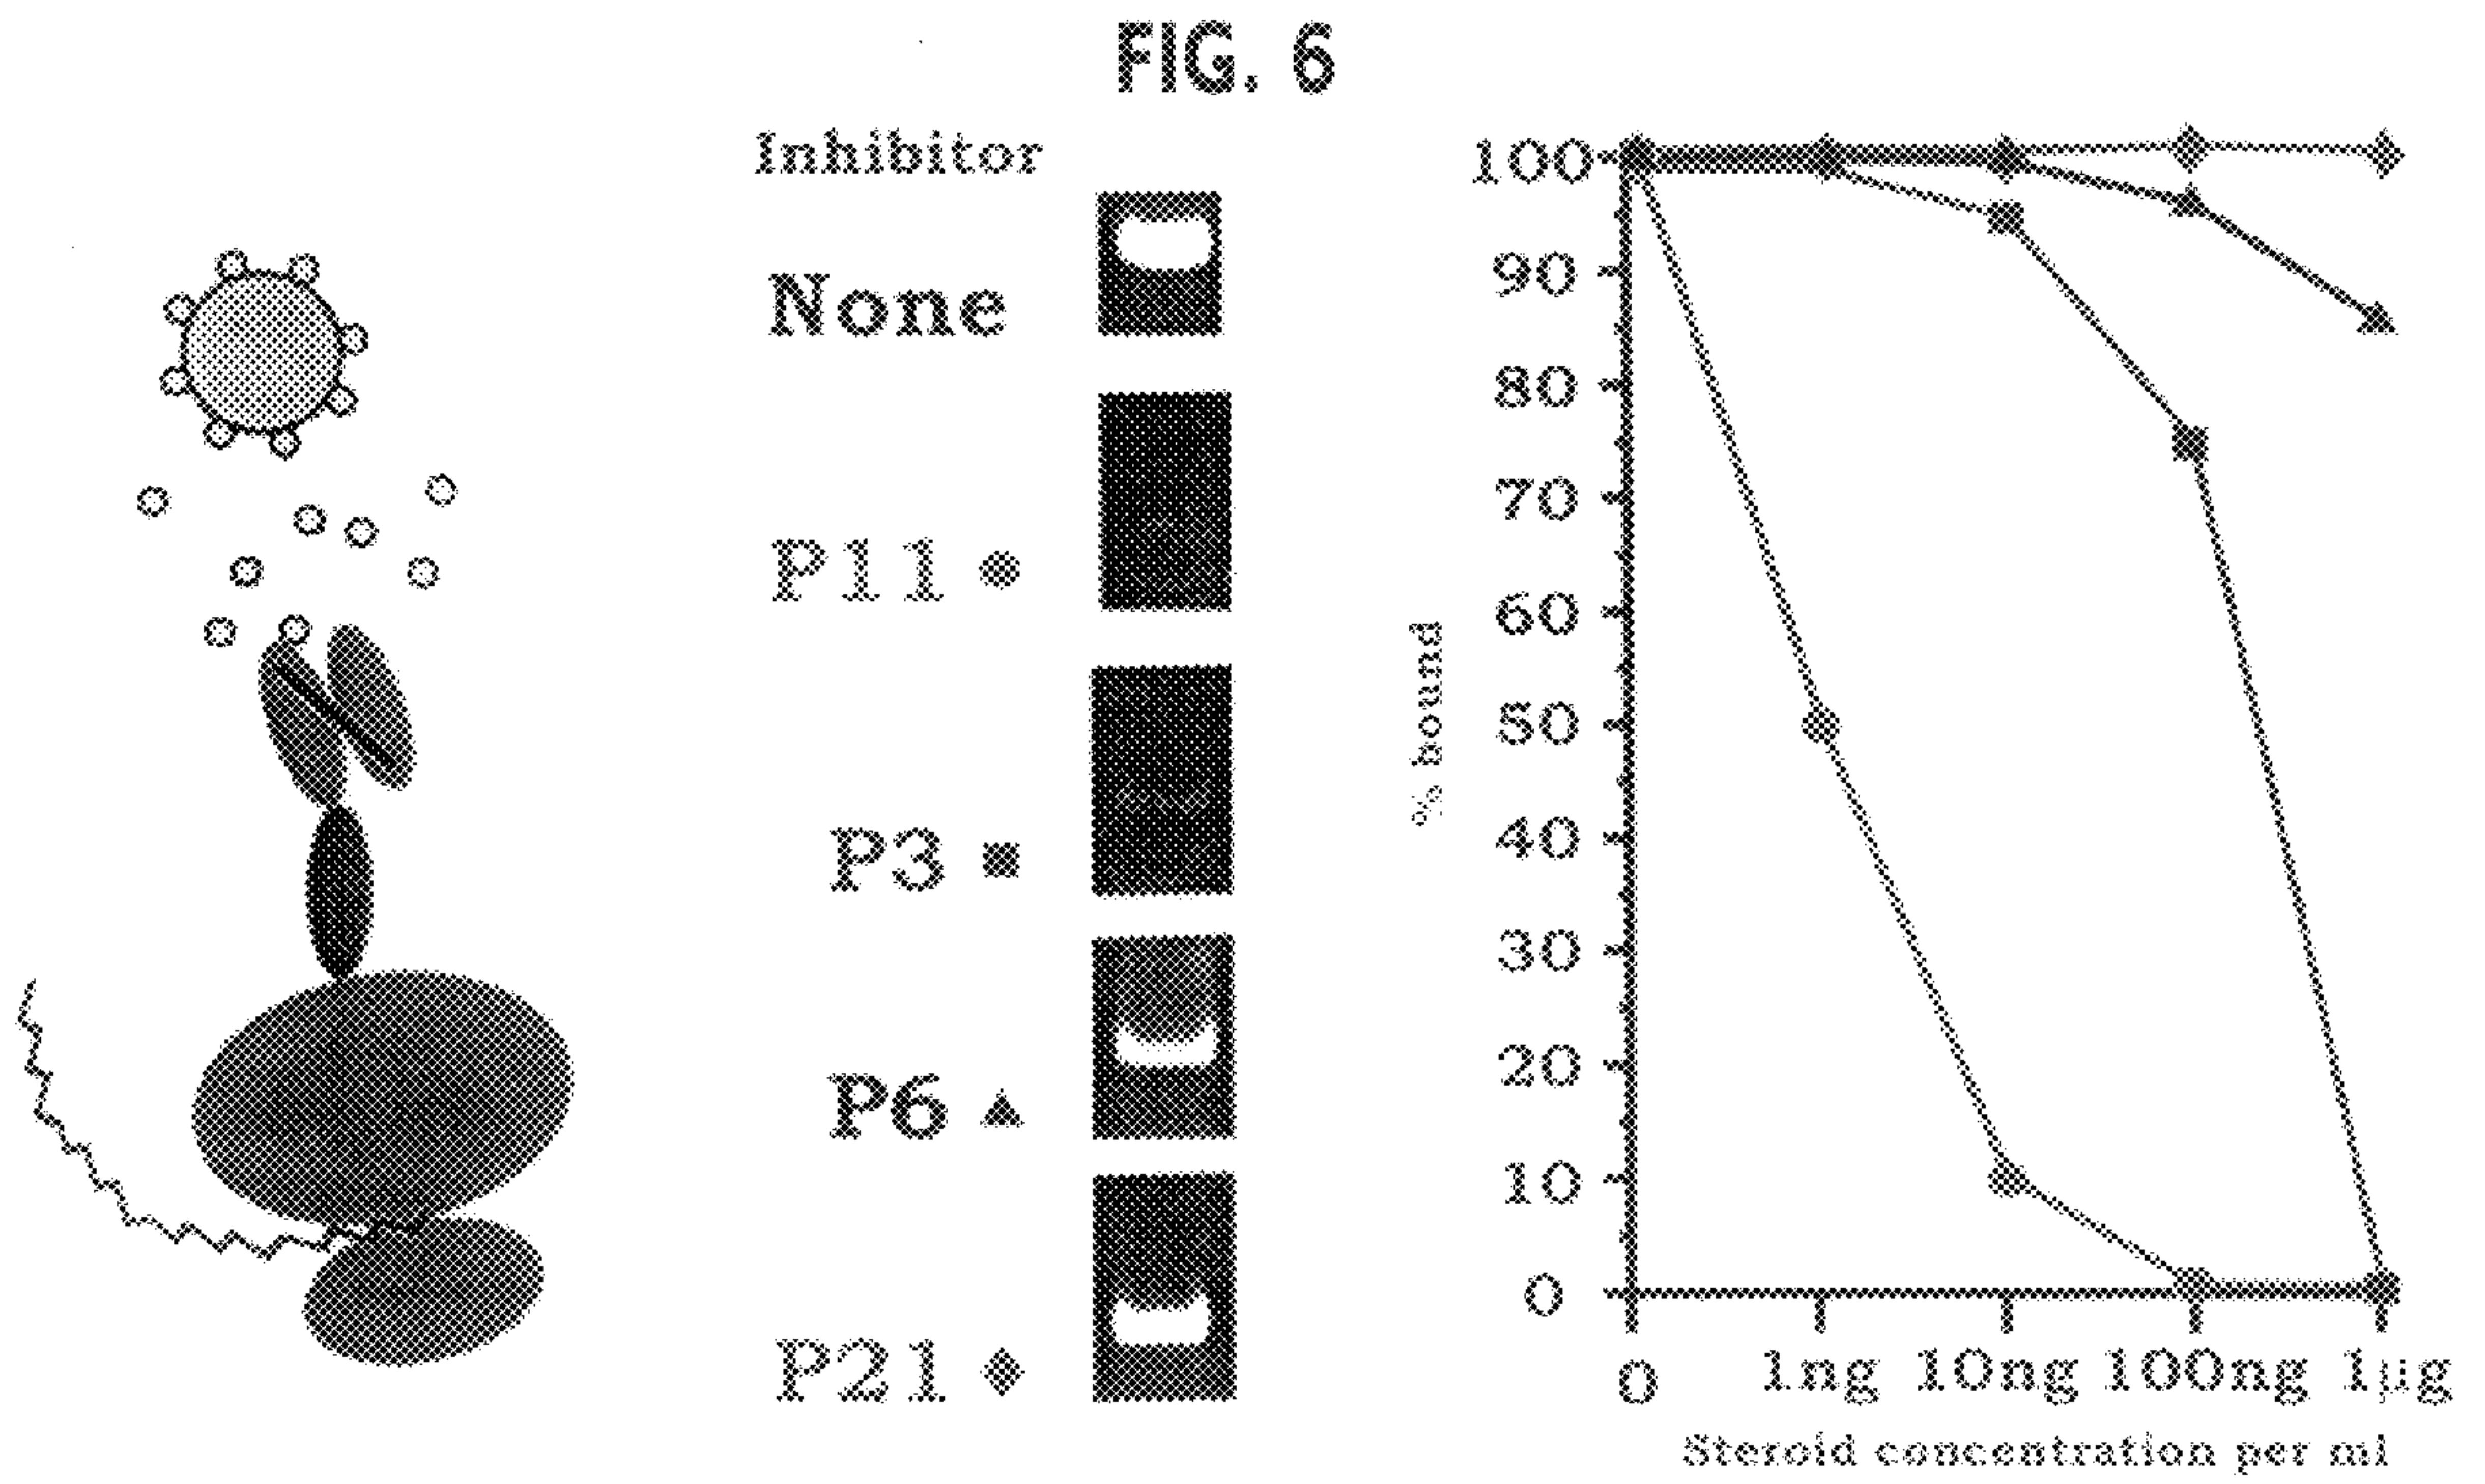 FIG. 6
Inhibitor
None
P11
P3
P6
P21
% bound
100
90
80
70
60
50
40
30
20
10
0
0 1ng 10ng 100ng 1µg
Steroid concentration per ml